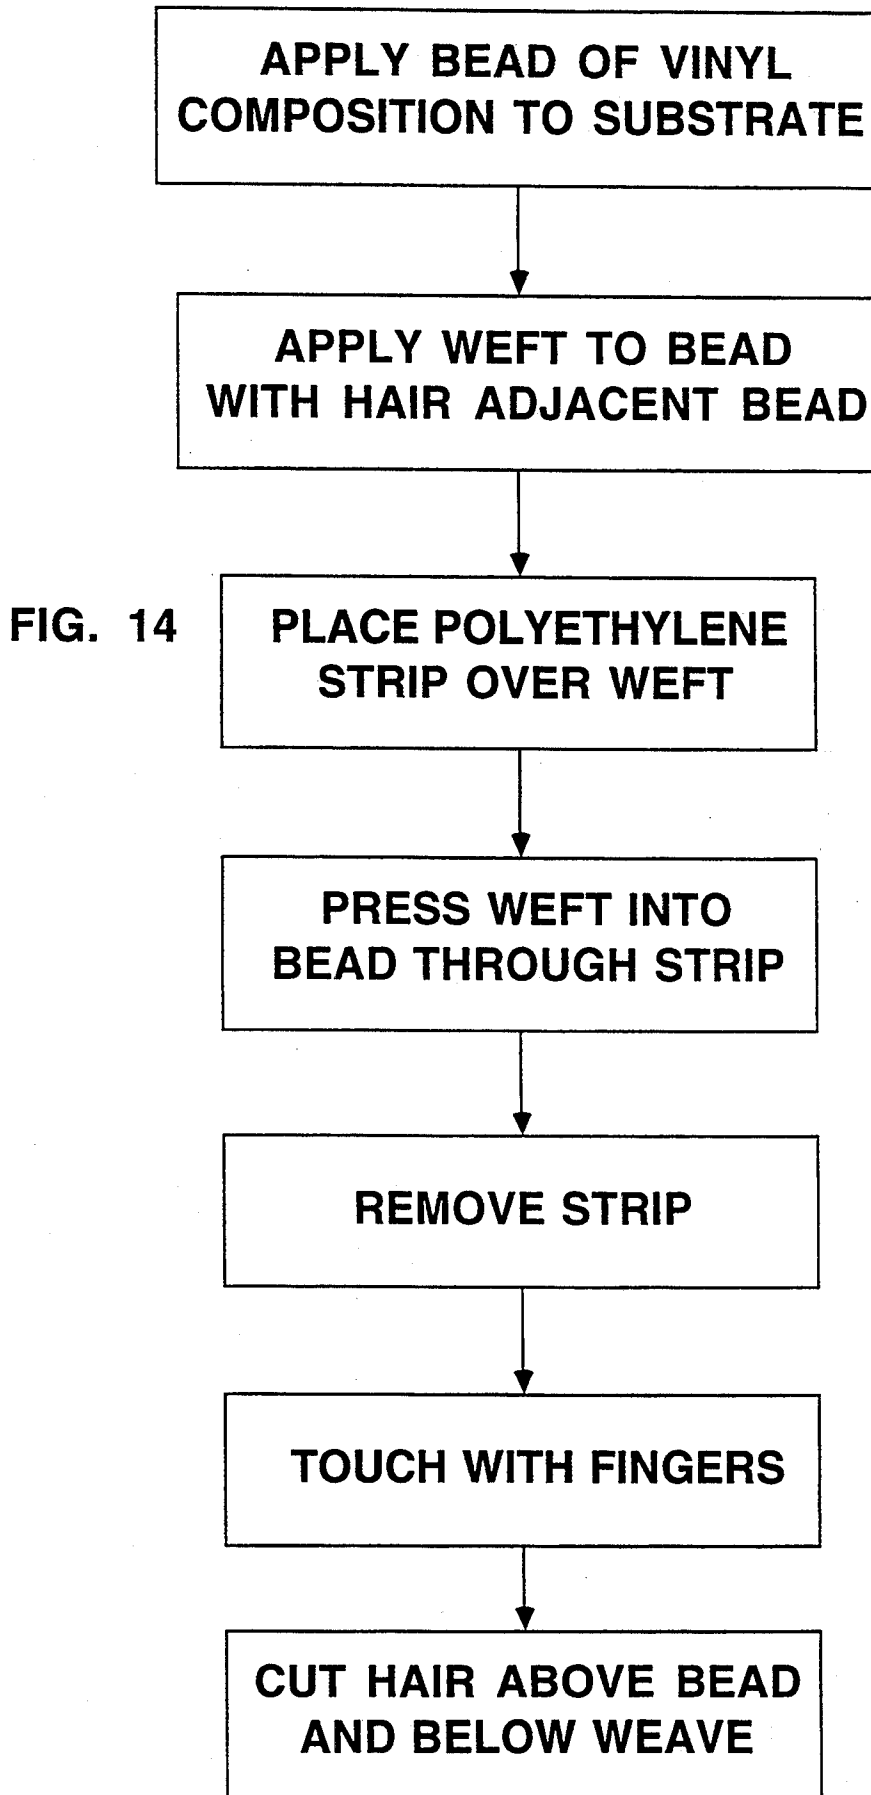 APPLY BEAD OF VINYL
COMPOSITION TO SUBSTRATE
APPLY WEFT TO BEAD
WITH HAIR ADJACENT BEAD
FIG. 14
PLACE POLYETHYLENE
STRIP OVER WEFT
PRESS WEFT INTO
BEAD THROUGH STRIP
REMOVE STRIP
TOUCH WITH FINGERS
CUT HAIR ABOVE BEAD
AND BELOW WEAVE